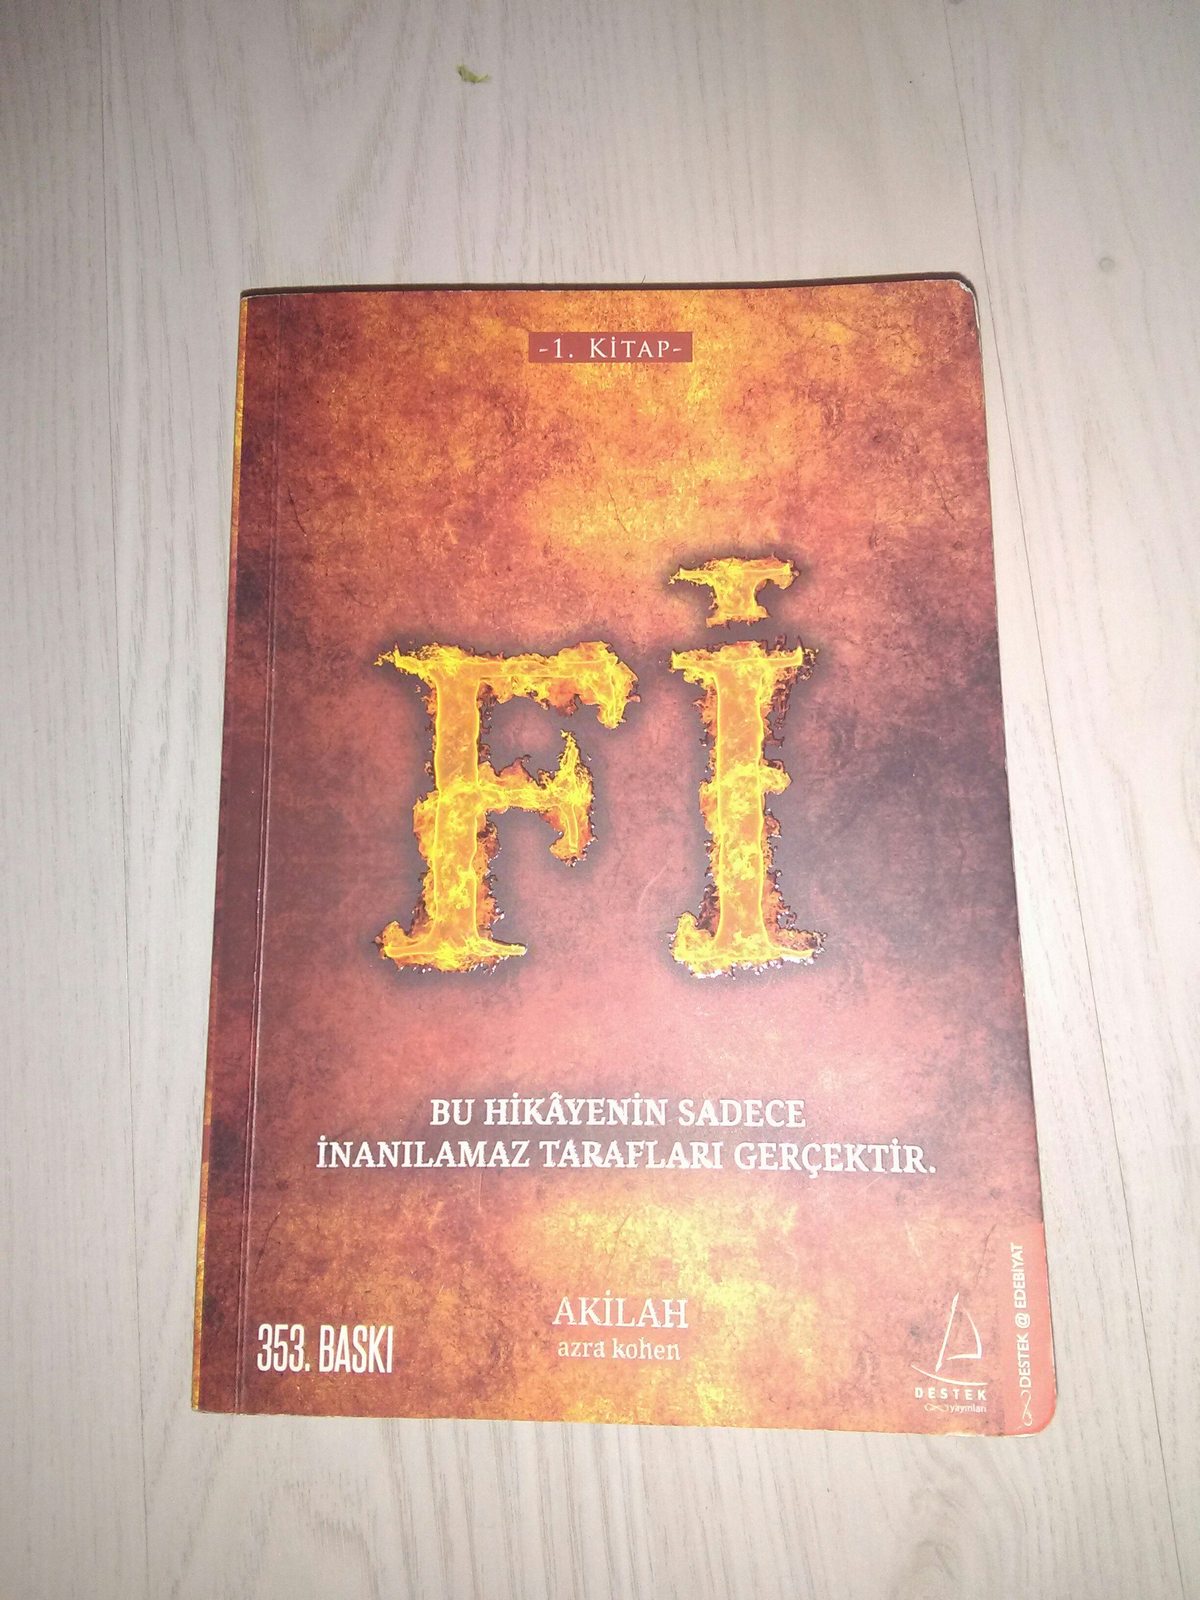 -1. KİTAP-
Fİ
BU HİKÂYENİN SADECE
İNANILAMAZ TARAFLARI GERÇEKTİR.
AKİLAH
azra kohen
353. BASKI
DESTEK
yayınları
DESTEK @ EDEBİYAT